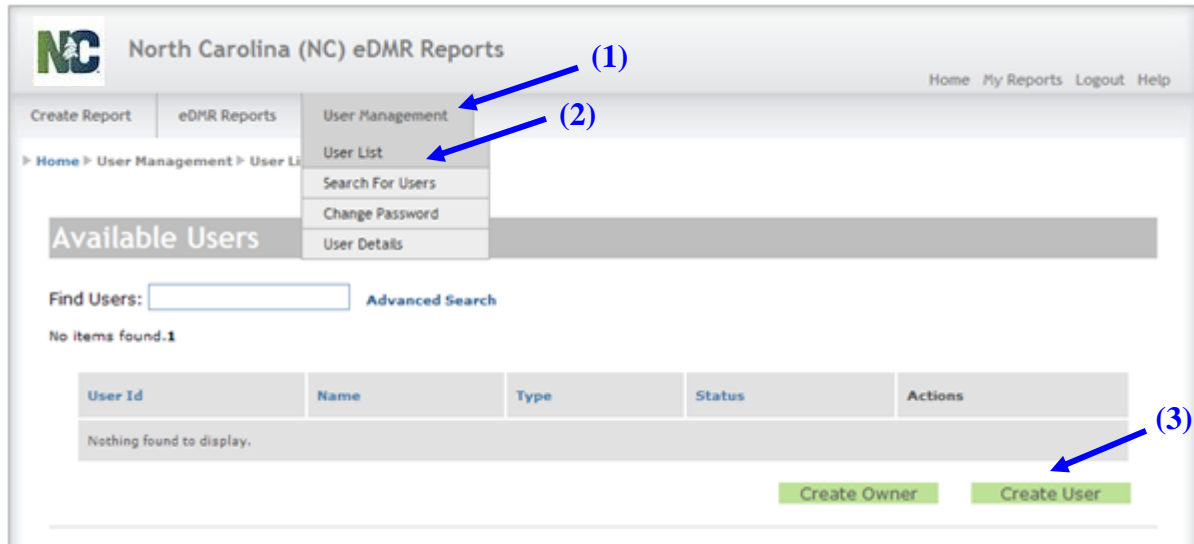 NC North Carolina (NC) eDMR Reports
(1)
Home My Reports Logout Help
Create Report eDMR Reports User Management
(2)
User List
Home User Management User Li
Search For Users
Change Password
Available Users
User Details
Find Users: Advanced Search
No items found.1
User Id Name Type Status Actions
Nothing found to display.
(3)
Create Owner Create User